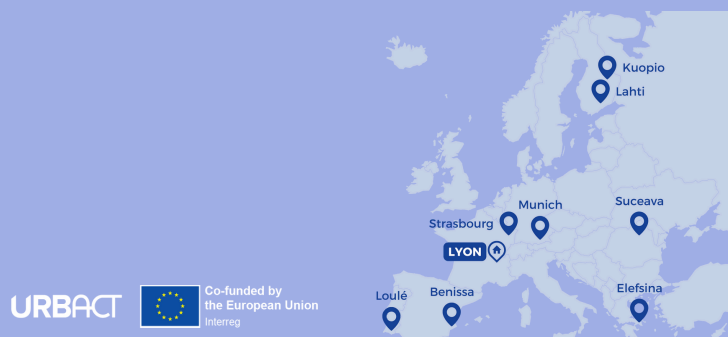 Kuopio
Lahti
Suceava
Munich
Strasbourg
LYON
Elefsina
Benissa
Loulé
URBACT
Co-funded by
the European Union
Interreg